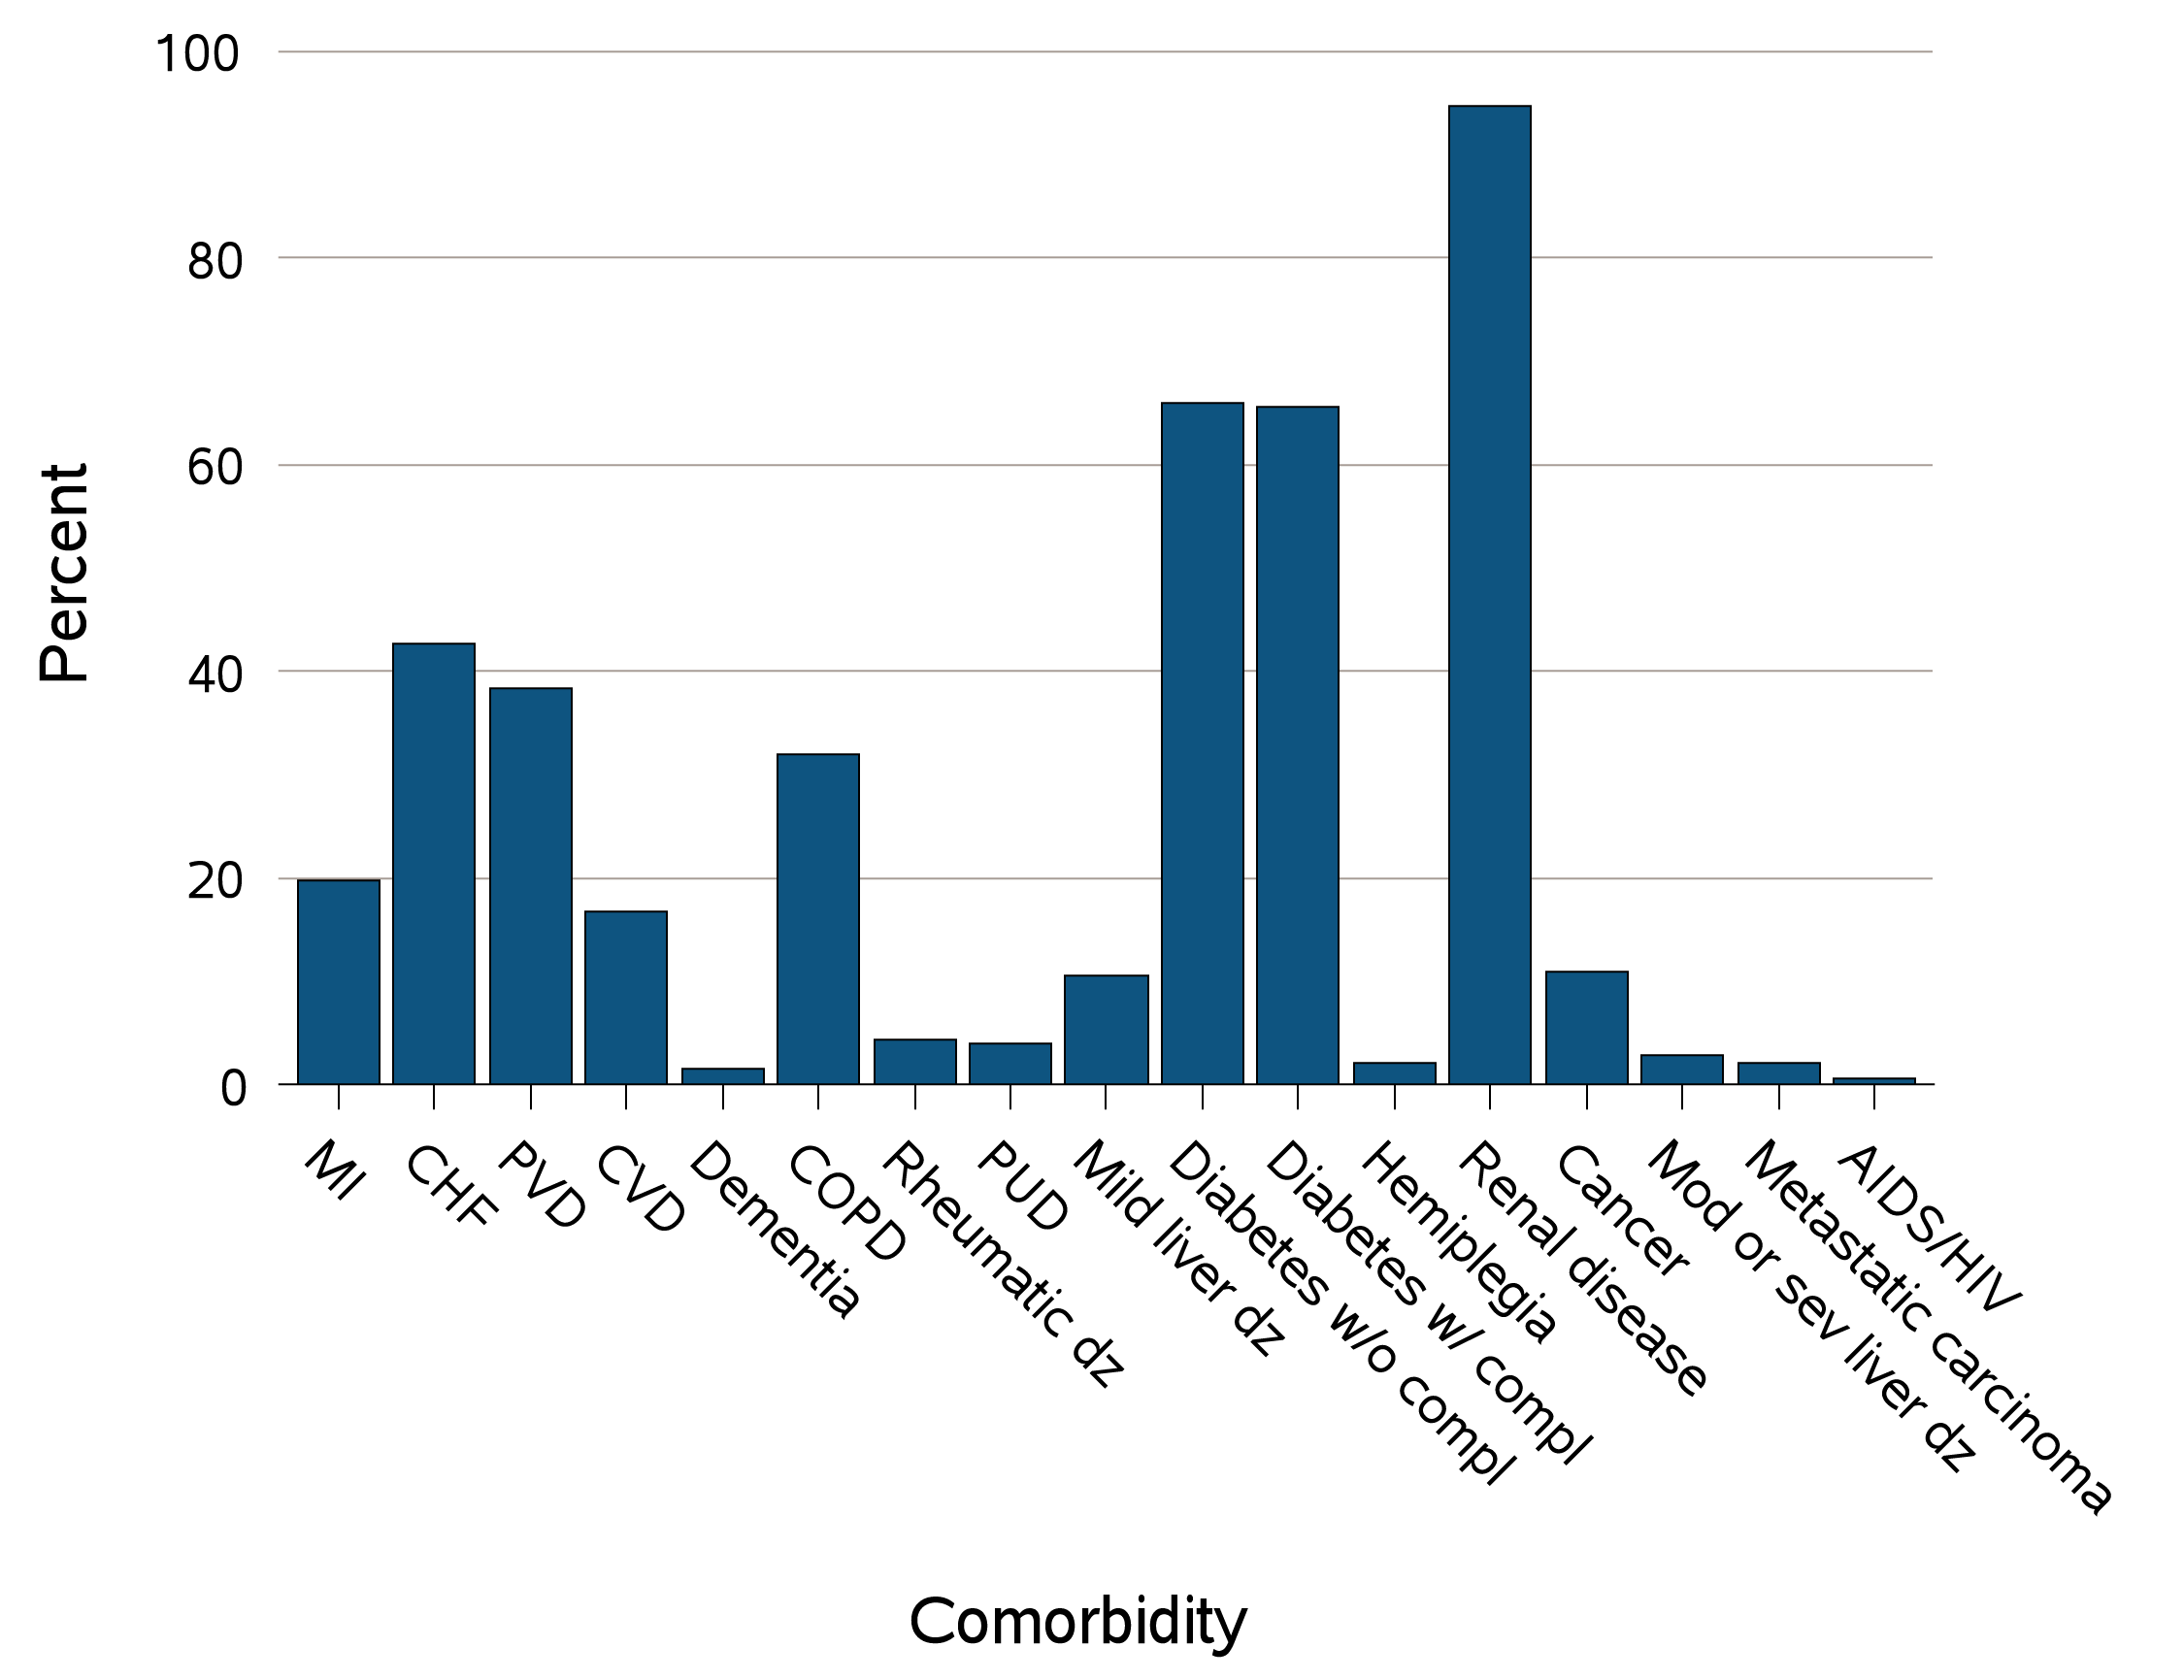 100
80
60
40
20
0
Percent
MI
CHF
PVD
CVD
Dementia
COPD
Rheumatic dz
PUD
Mild liver dz
Diabetes w/o compl
Diabetes w/ compl
Hemiplegia
Renal disease
Cancer
Mod or sev liver dz
Metastatic carcinoma
AIDS/HIV
Comorbidity